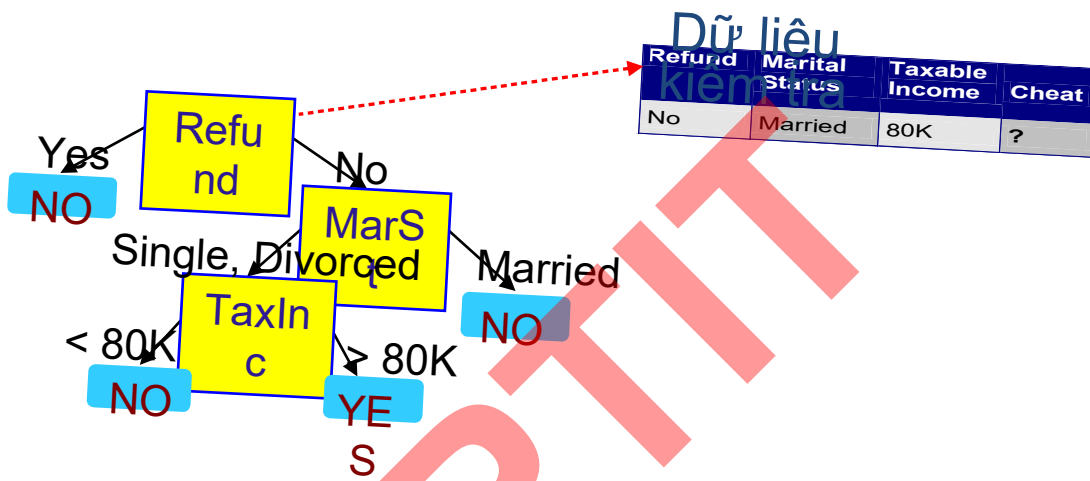 Dữ liệu
kiểm tra
Refund Marital Status Taxable Income Cheat
No Married 80K ?
Refu
nd
Yes
No
NO
MarS
t
Single, Divorced
Married
NO
TaxIn
c
< 80K
> 80K
NO
YE
S
PTIT